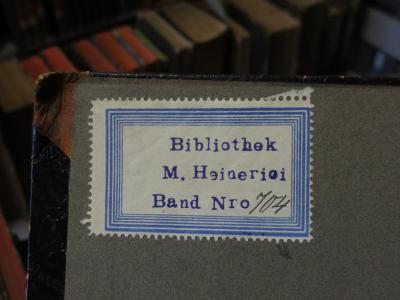 Bibliothek
M. Heinerici
Band Nro 704